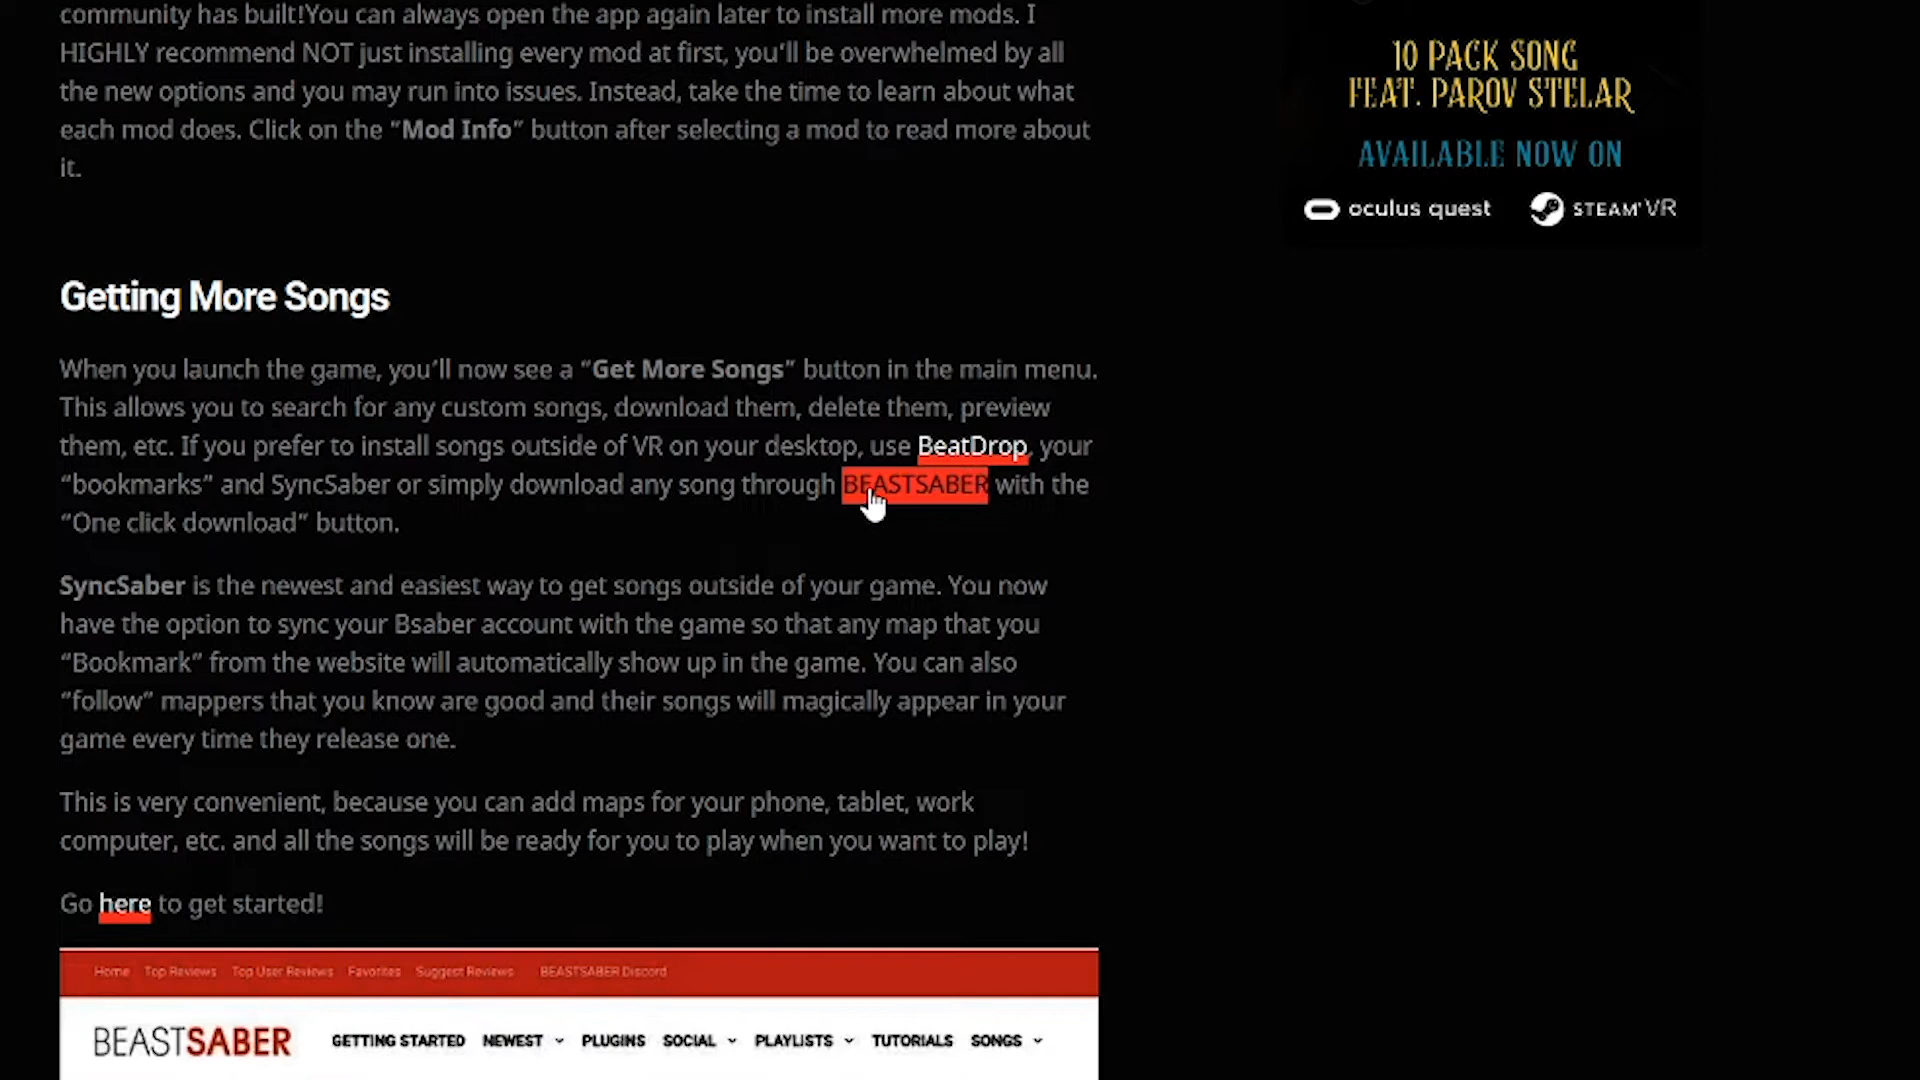 community has built!You can always open the app again later to install more mods. I
HIGHLY recommend NOT just installing every mod at first, you’ll be overwhelmed by all
the new options and you may run into issues. Instead, take the time to learn about what
each mod does. Click on the “Mod Info” button after selecting a mod to read more about
it.
Getting More Songs
When you launch the game, you’ll now see a “Get More Songs” button in the main menu.
This allows you to search for any custom songs, download them, delete them, preview
them, etc. If you prefer to install songs outside of VR on your desktop, use BeatDrop, your
“bookmarks” and SyncSaber or simply download any song through BEASTSABER with the
“One click download” button.
SyncSaber is the newest and easiest way to get songs outside of your game. You now
have the option to sync your Bsaber account with the game so that any map that you
“Bookmark” from the website will automatically show up in the game. You can also
“follow” mappers that you know are good and their songs will magically appear in your
game every time they release one.
This is very convenient, because you can add maps for your phone, tablet, work
computer, etc. and all the songs will be ready for you to play when you want to play!
Go here to get started!
Home Top Reviews Top User Reviews Favorites Suggest Reviews BEASTSABER Discord
BEASTSABER GETTING STARTED NEWEST PLUGINS SOCIAL PLAYLISTS TUTORIALS SONGS
10 PACK SONG
FEAT. PAROV STELAR
AVAILABLE NOW ON
oculus quest STEAM VR